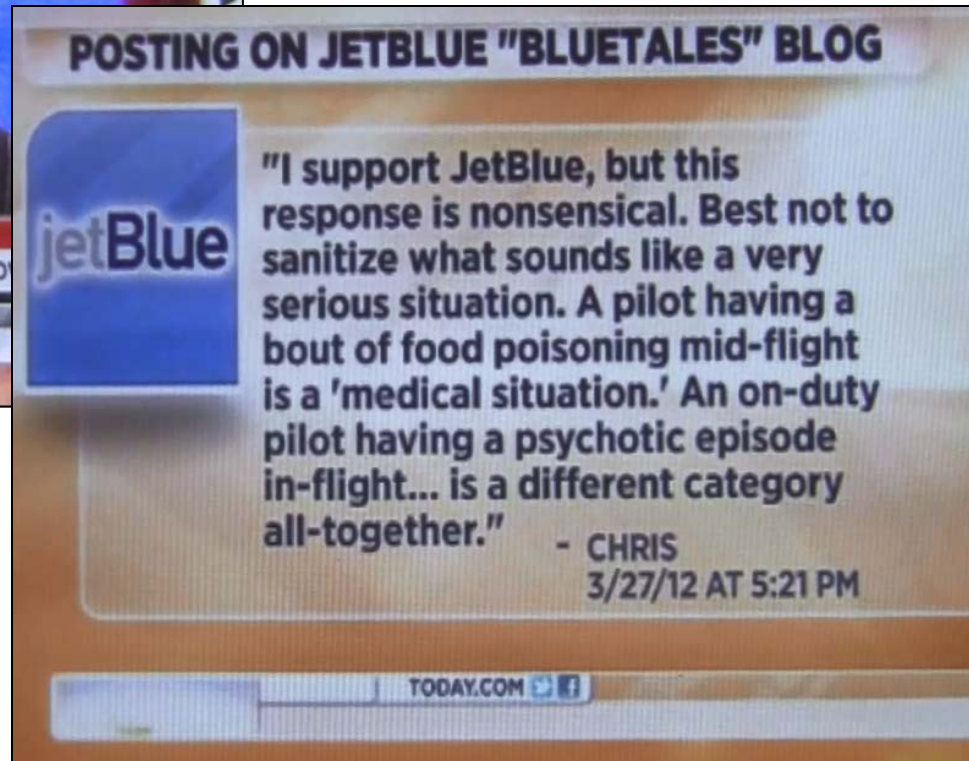 POSTING ON JETBLUE "BLUETALES" BLOG
jetBlue
"I support JetBlue, but this
response is nonsensical. Best not to
sanitize what sounds like a very
serious situation. A pilot having a
bout of food poisoning mid-flight
is a 'medical situation.' An on-duty
pilot having a psychotic episode
in-flight... is a different category
all-together."
- CHRIS
3/27/12 AT 5:21 PM
TODAY.COM